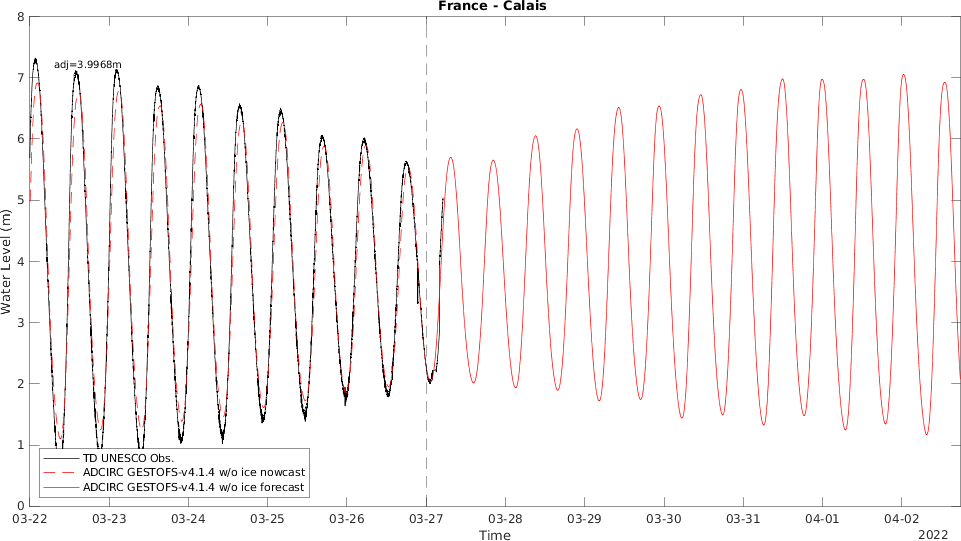 France - Calais
adj=3.9968m
8
7
6
5
4
3
2
1
0
Water Level (m)
TD UNESCO Obs.
ADCIRC GESTOFS-v4.1.4 w/o ice nowcast
ADCIRC GESTOFS-v4.1.4 w/o ice forecast
03-22 03-23 03-24 03-25 03-26 03-27 03-28 03-29 03-30 03-31 04-01 04-02
Time
2022